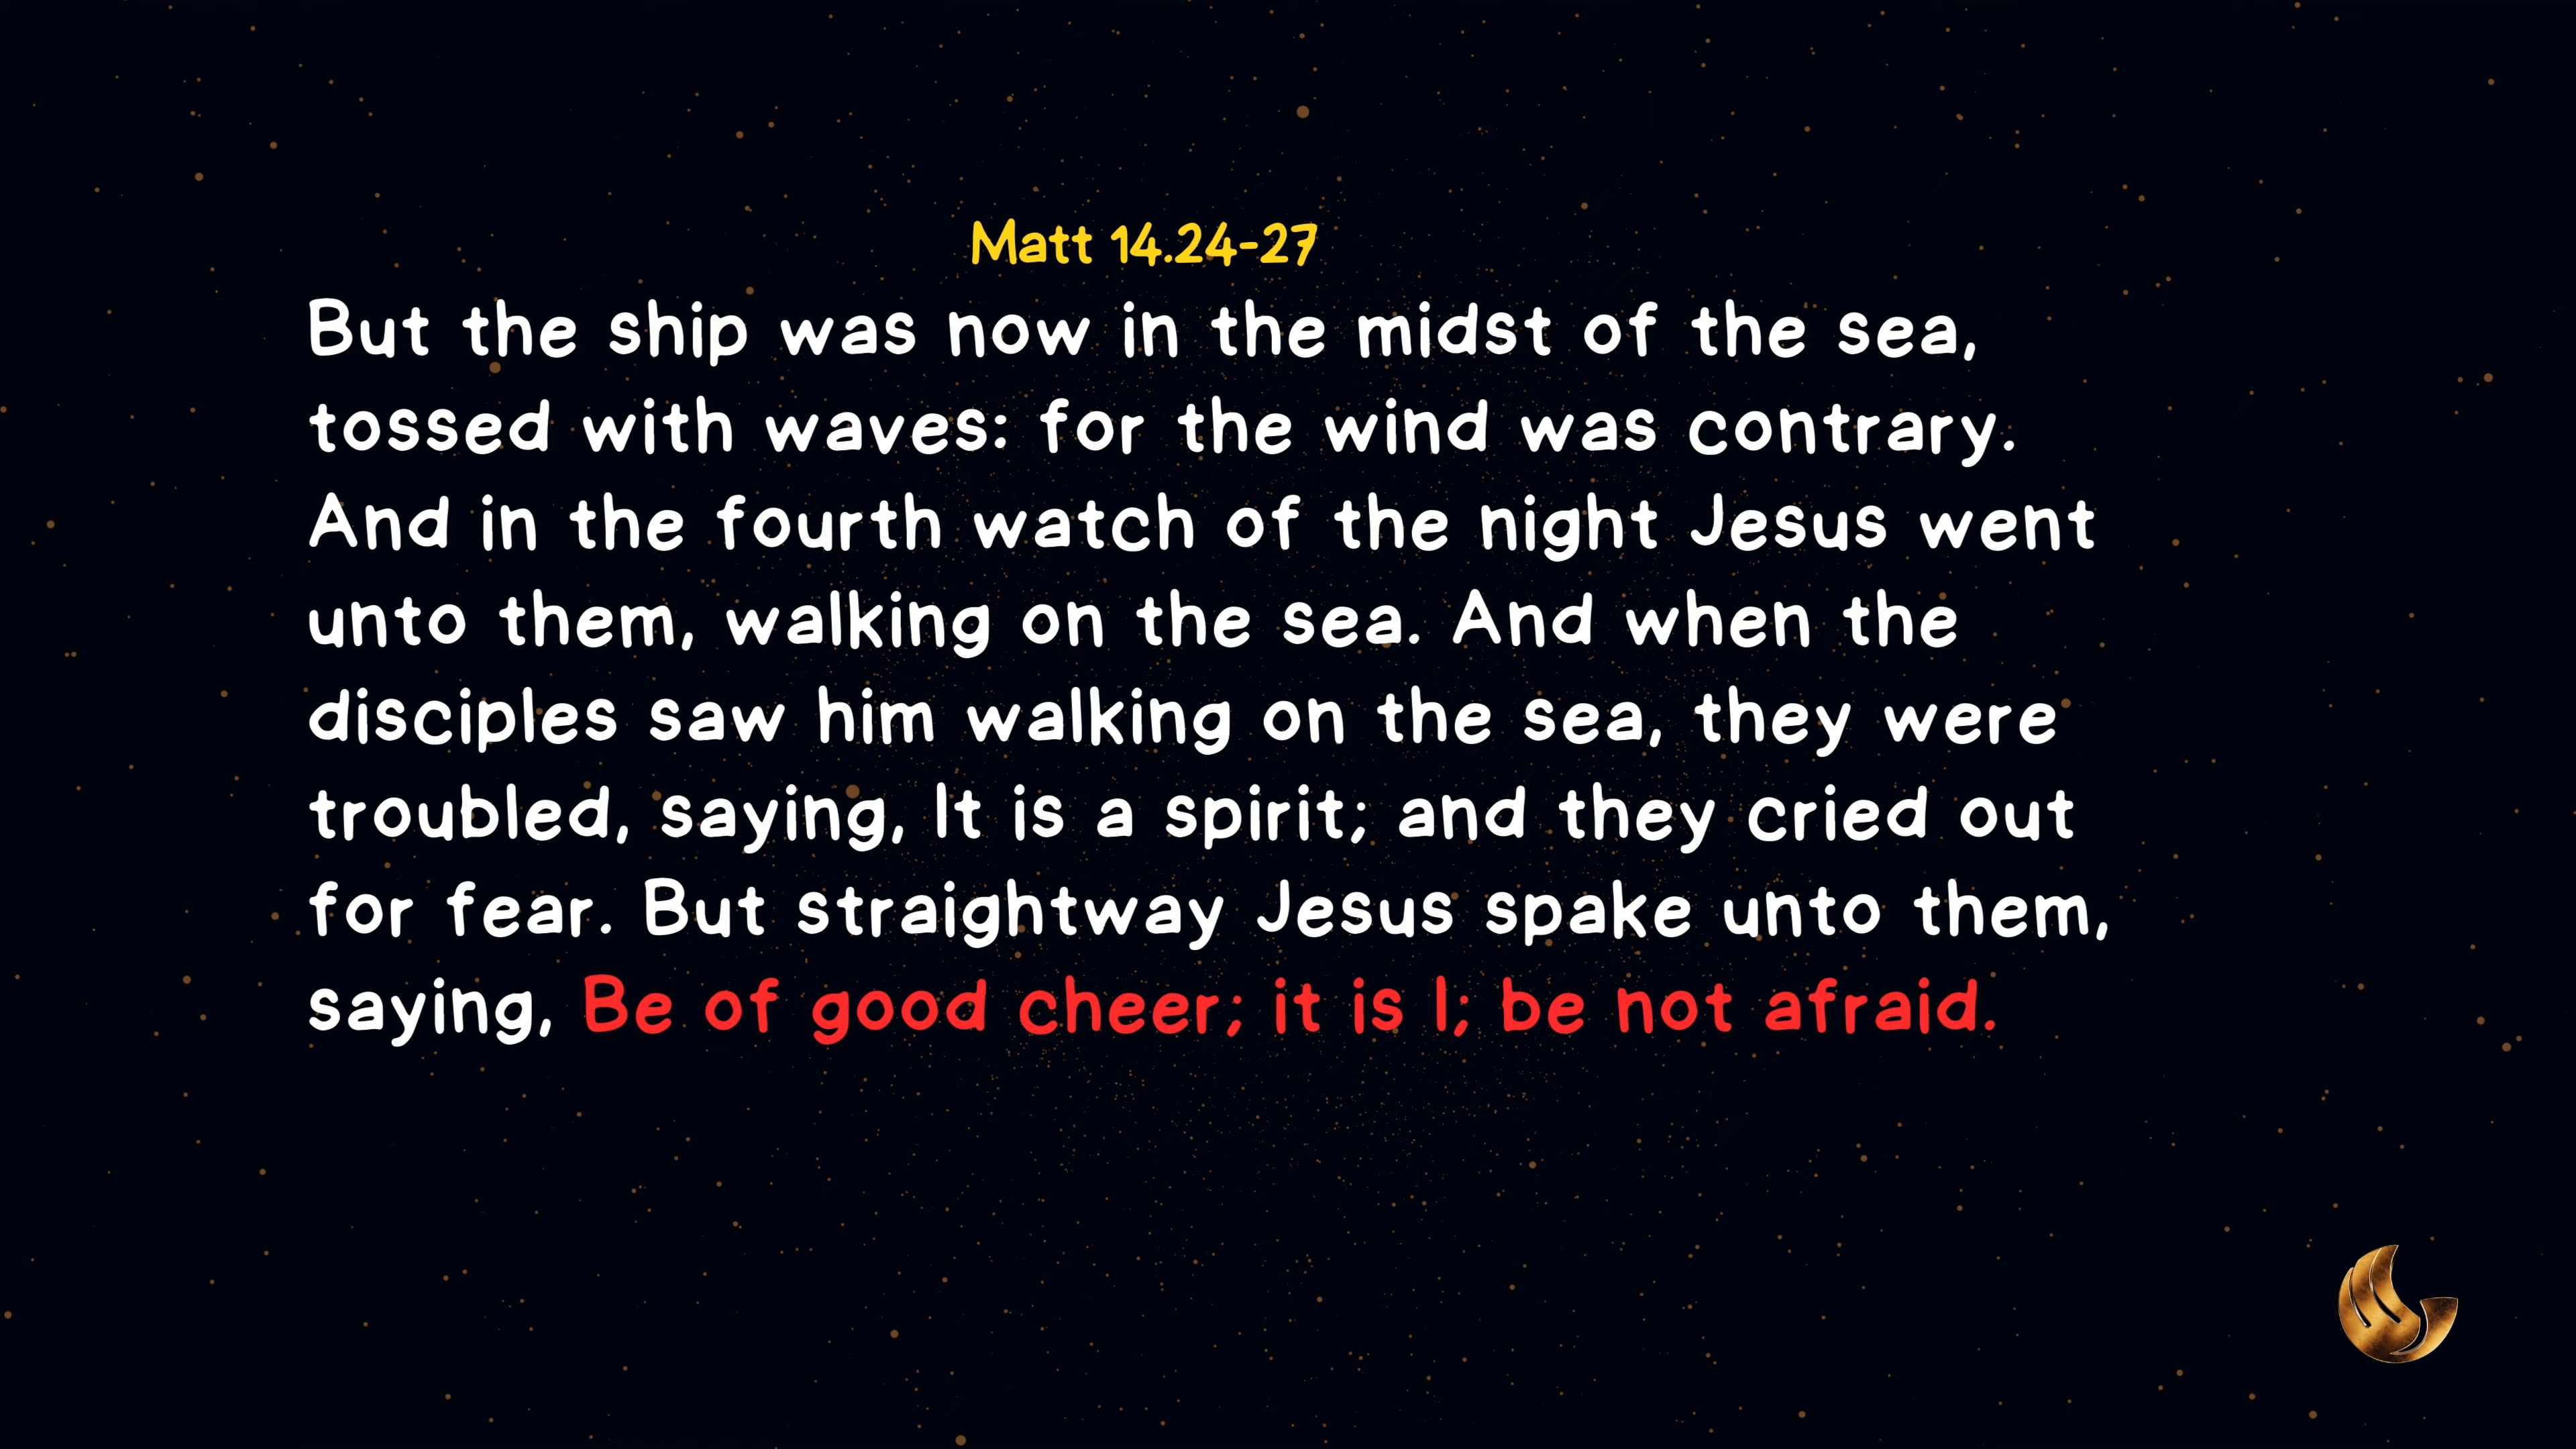 Matt 14.24-27
But the ship was now in the midst of the sea,
tossed with waves: for the wind was contrary.
And in the fourth watch of the night Jesus went
unto them, walking on the sea. And when the
disciples saw him walking on the sea, they were
troubled, saying, It is a spirit; and they cried out
for fear. But straightway Jesus spake unto them,
saying, Be of good cheer; it is I; be not afraid.